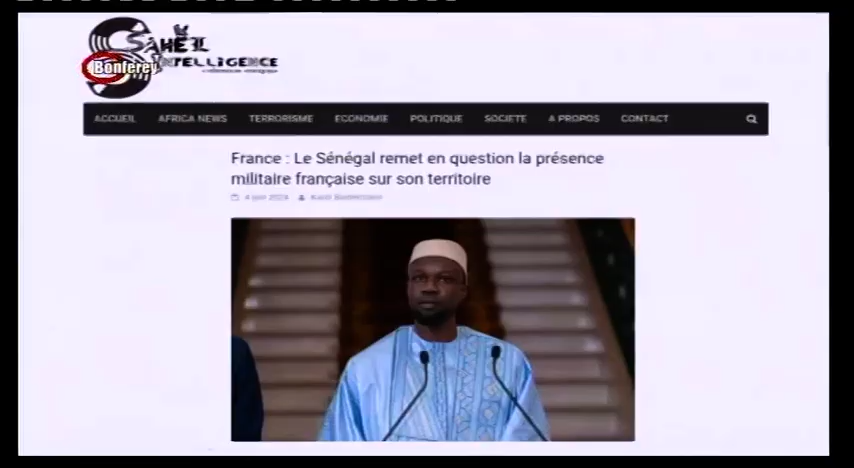 SAHEL
INTELLIGENCE
Bonferey
ACCUEIL AFRICA NEWS TERRORISME ECONOMIE POLITIQUE SOCIETE A PROPOS CONTACT
France : Le Sénégal remet en question la présence
militaire française sur son territoire